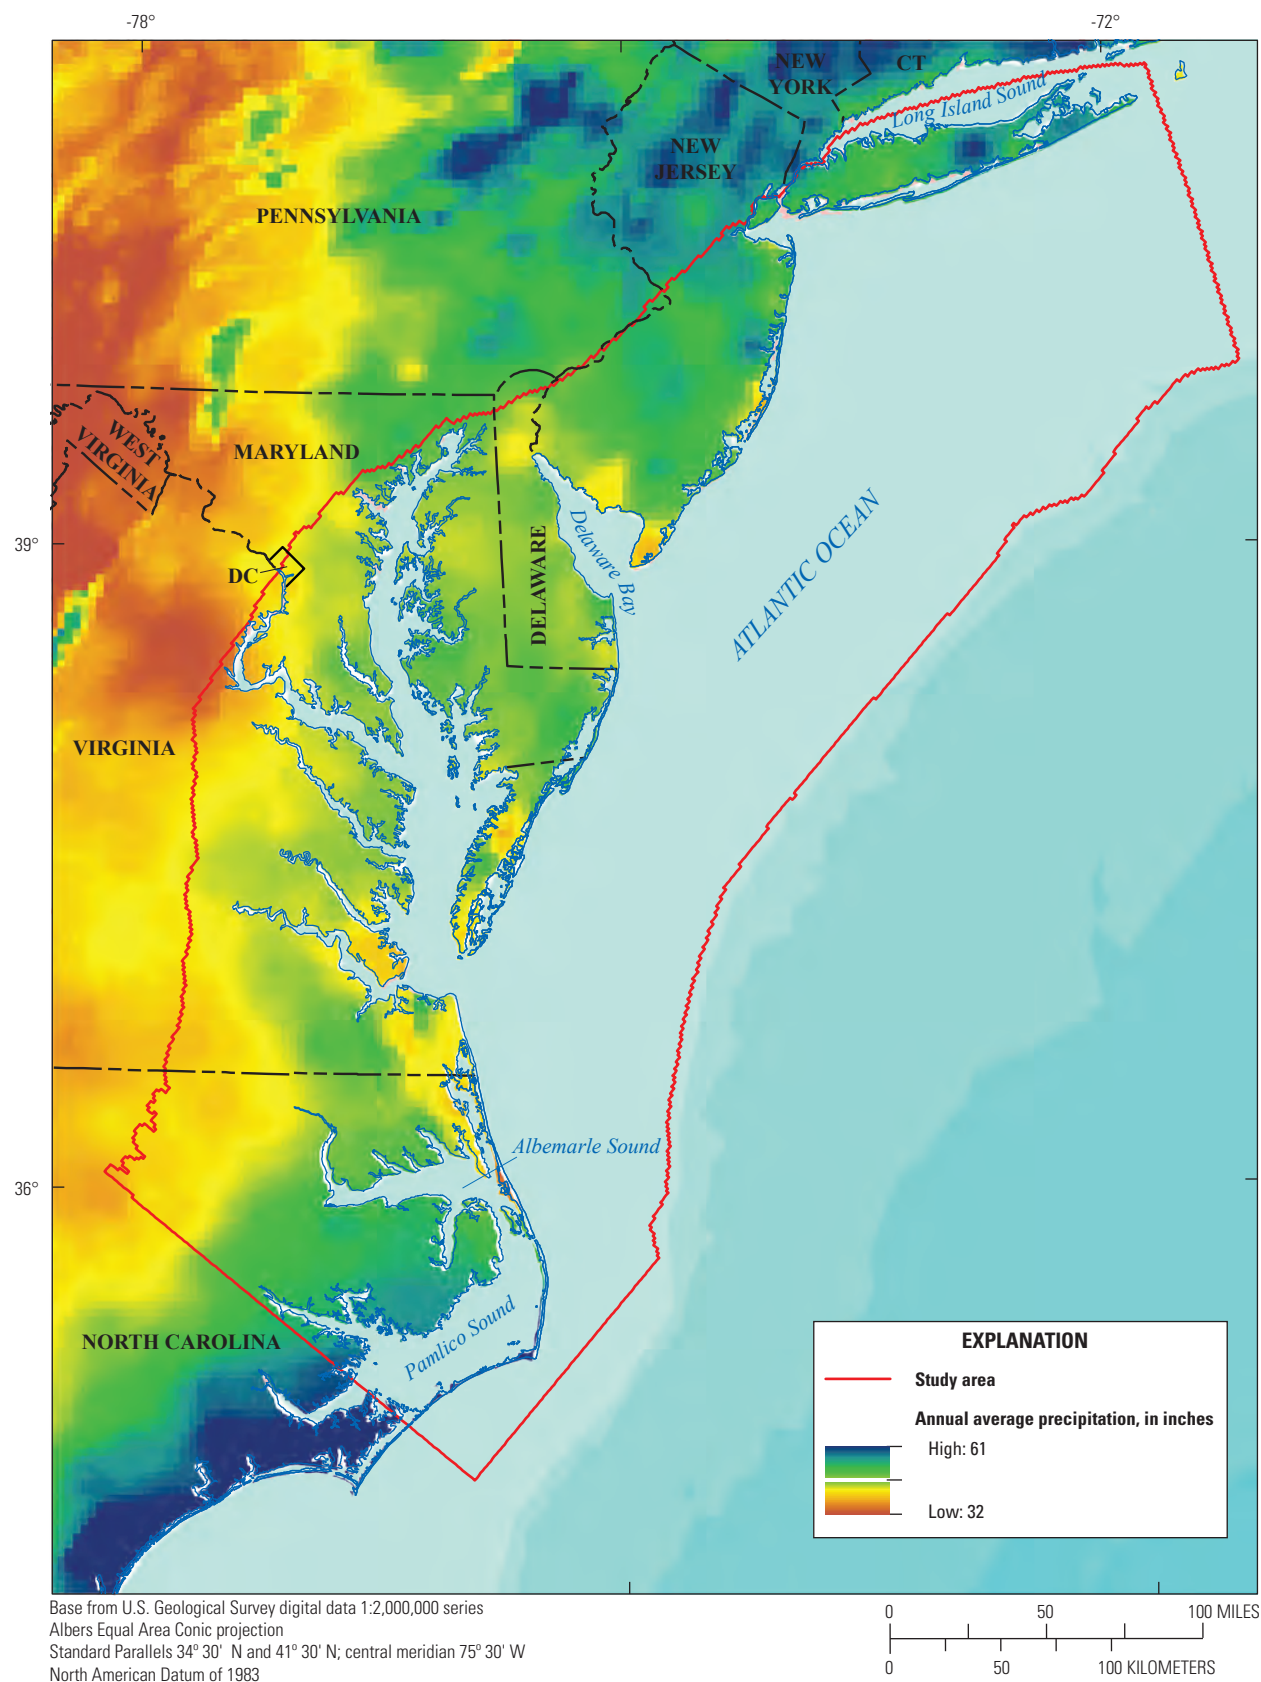 -78°
-72°
NEW
YORK
CT
Long Island Sound
NEW
JERSEY
PENNSYLVANIA
WEST
VIRGINIA
MARYLAND
39°
DC
DELAWARE
Delaware Bay
ATLANTIC OCEAN
VIRGINIA
Albemarle Sound
36°
Pamlico Sound
NORTH CAROLINA
EXPLANATION
Study area
Annual average precipitation, in inches
High: 61
Low: 32
Base from U.S. Geological Survey digital data 1:2,000,000 series
Albers Equal Area Conic projection
Standard Parallels 34° 30' N and 41° 30' N; central meridian 75° 30' W
North American Datum of 1983
0 50 100 MILES
0 50 100 KILOMETERS